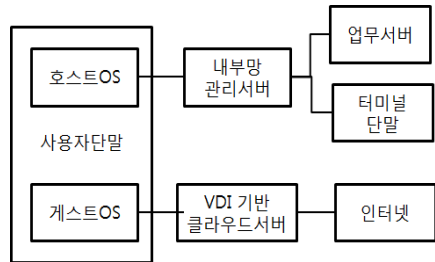 호스트OS
사용자단말
게스트OS
내부망
관리서버
업무서버
터미널
단말
VDI 기반
클라우드서버
인터넷